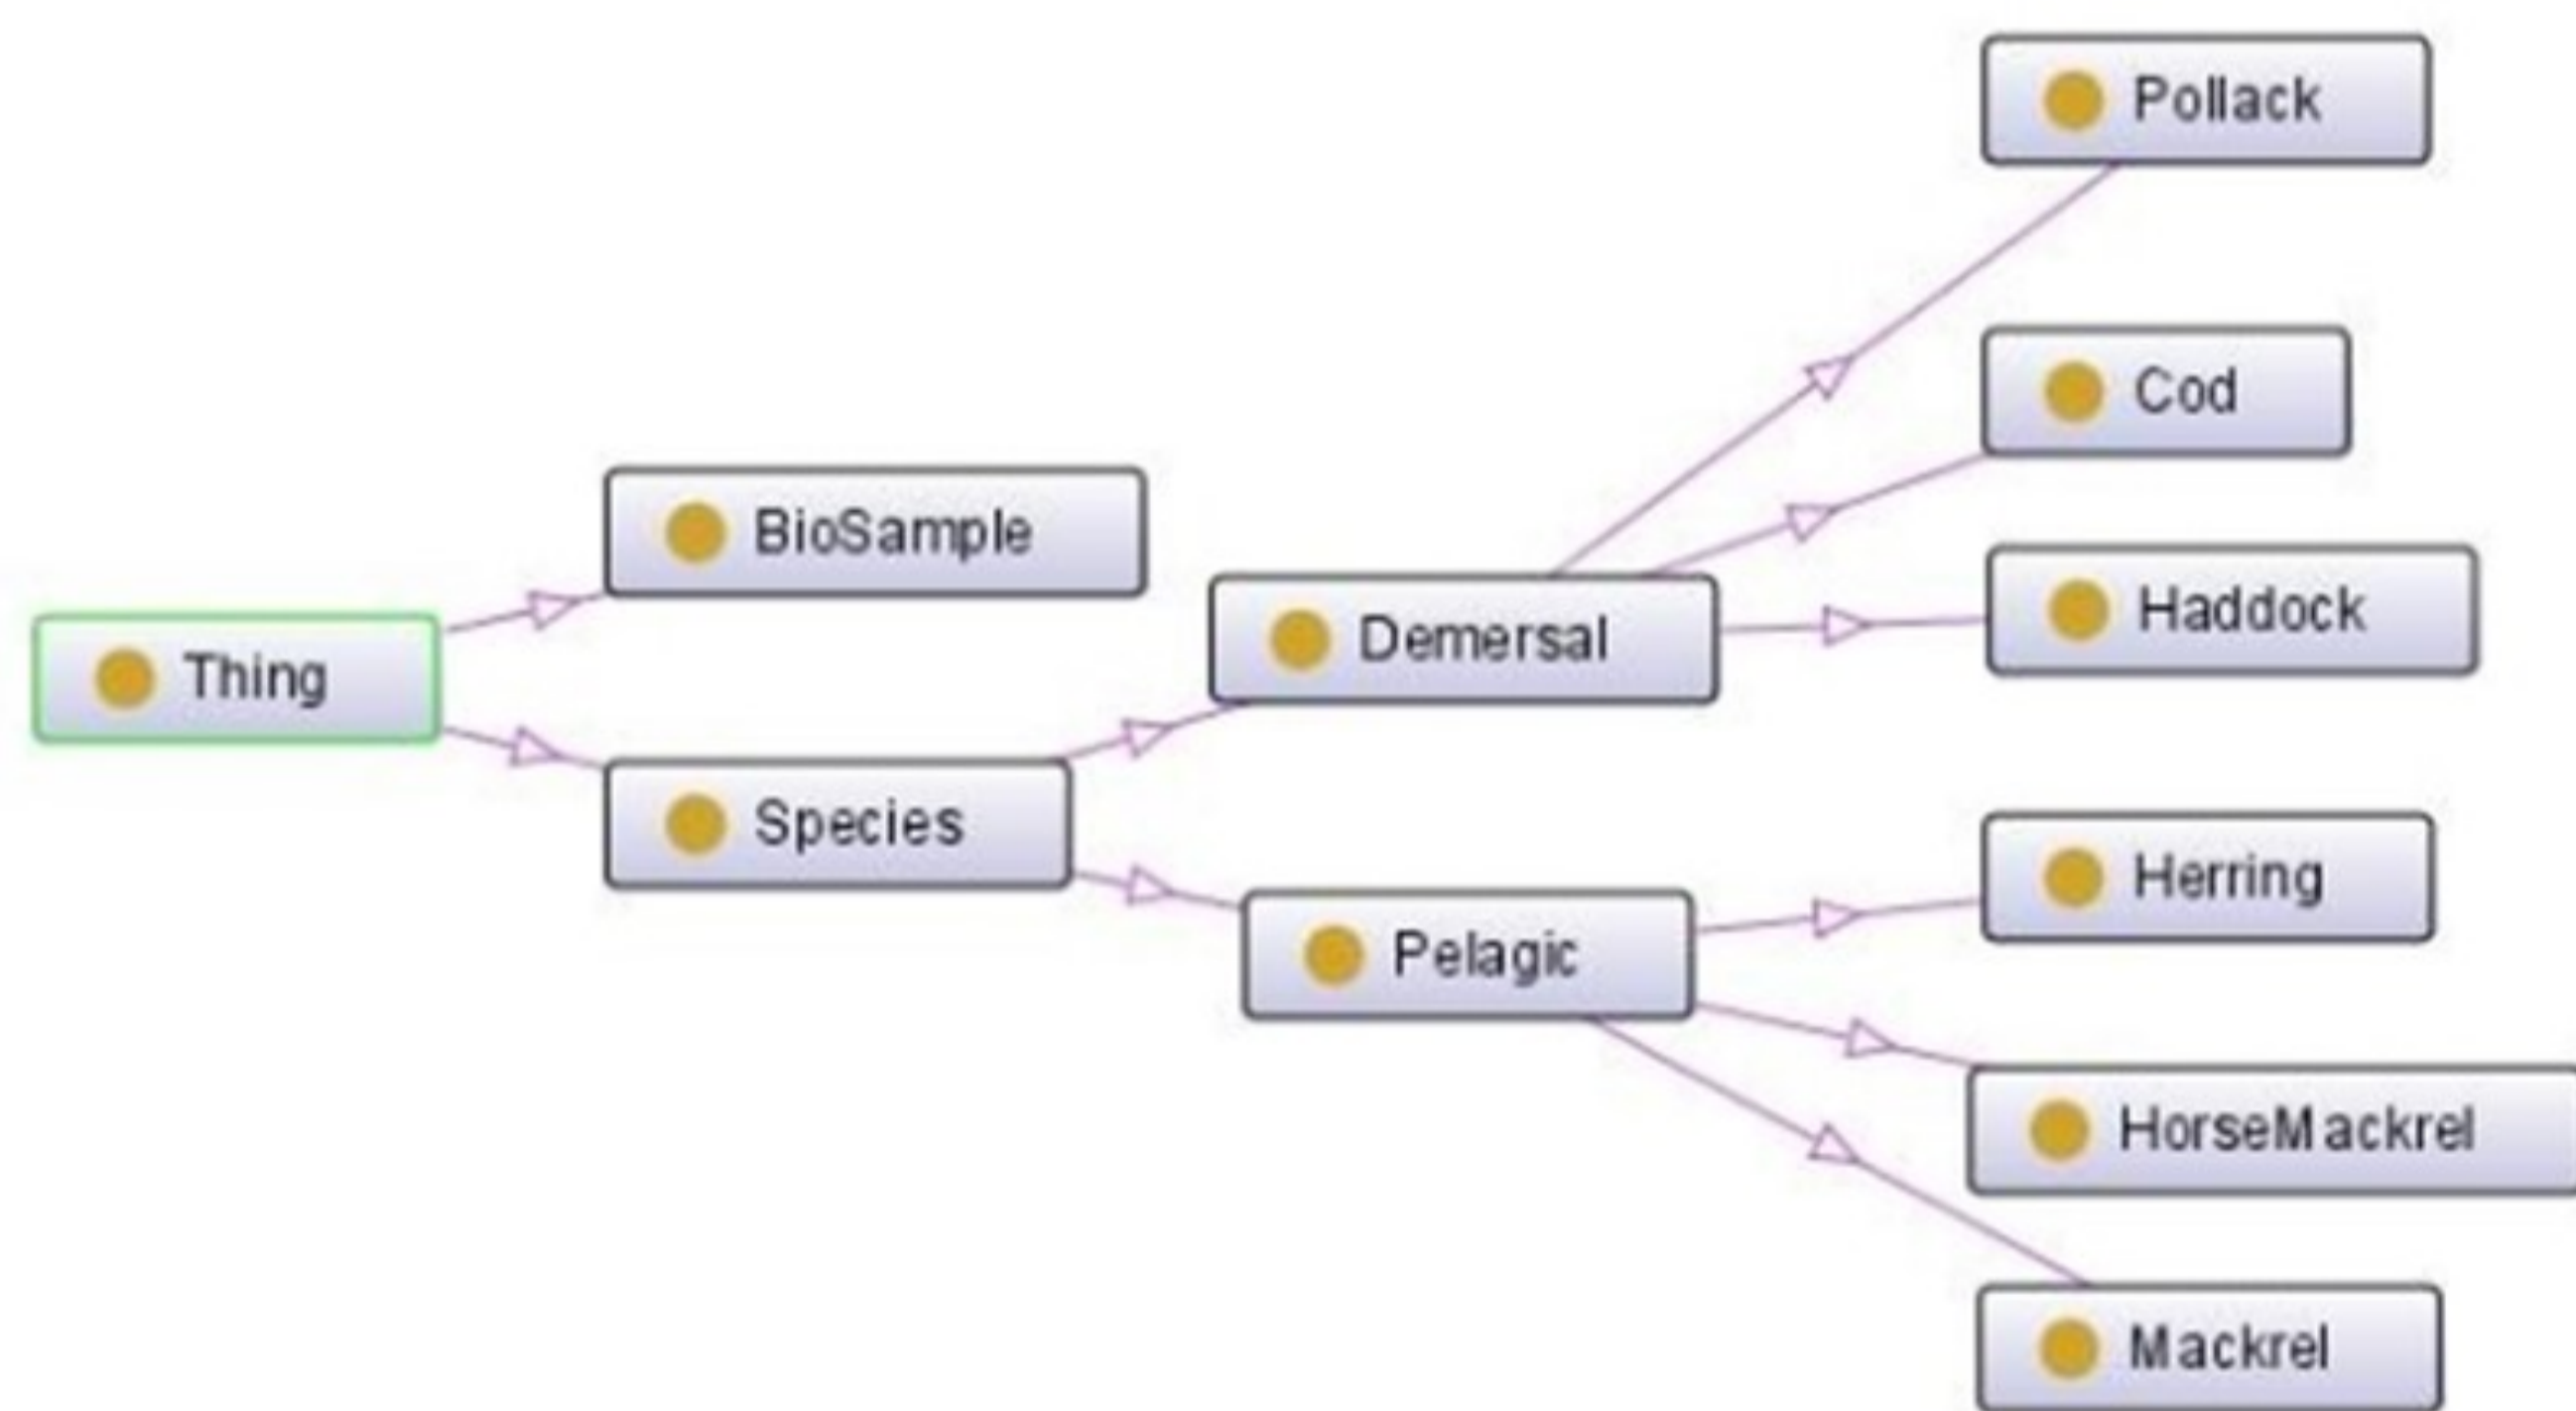 Pollack
Cod
BioSample
Haddock
Demersal
Thing
Species
Herring
Pelagic
HorseMackrel
Mackrel